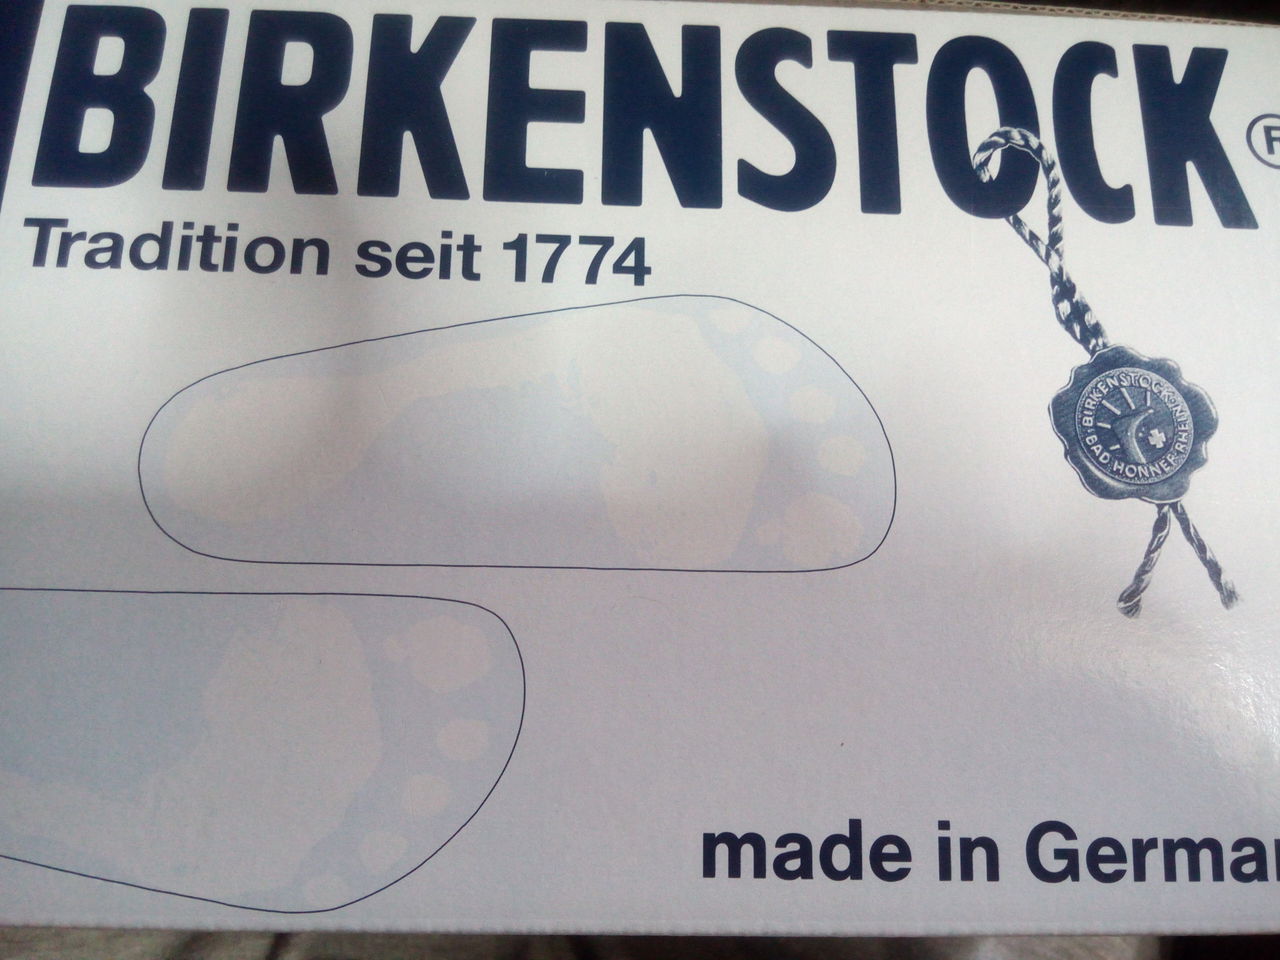 BIRKENSTOCK®
Tradition seit 1774
BIRKENSTOCK
BAD HONNEF-RHEIN
made in German